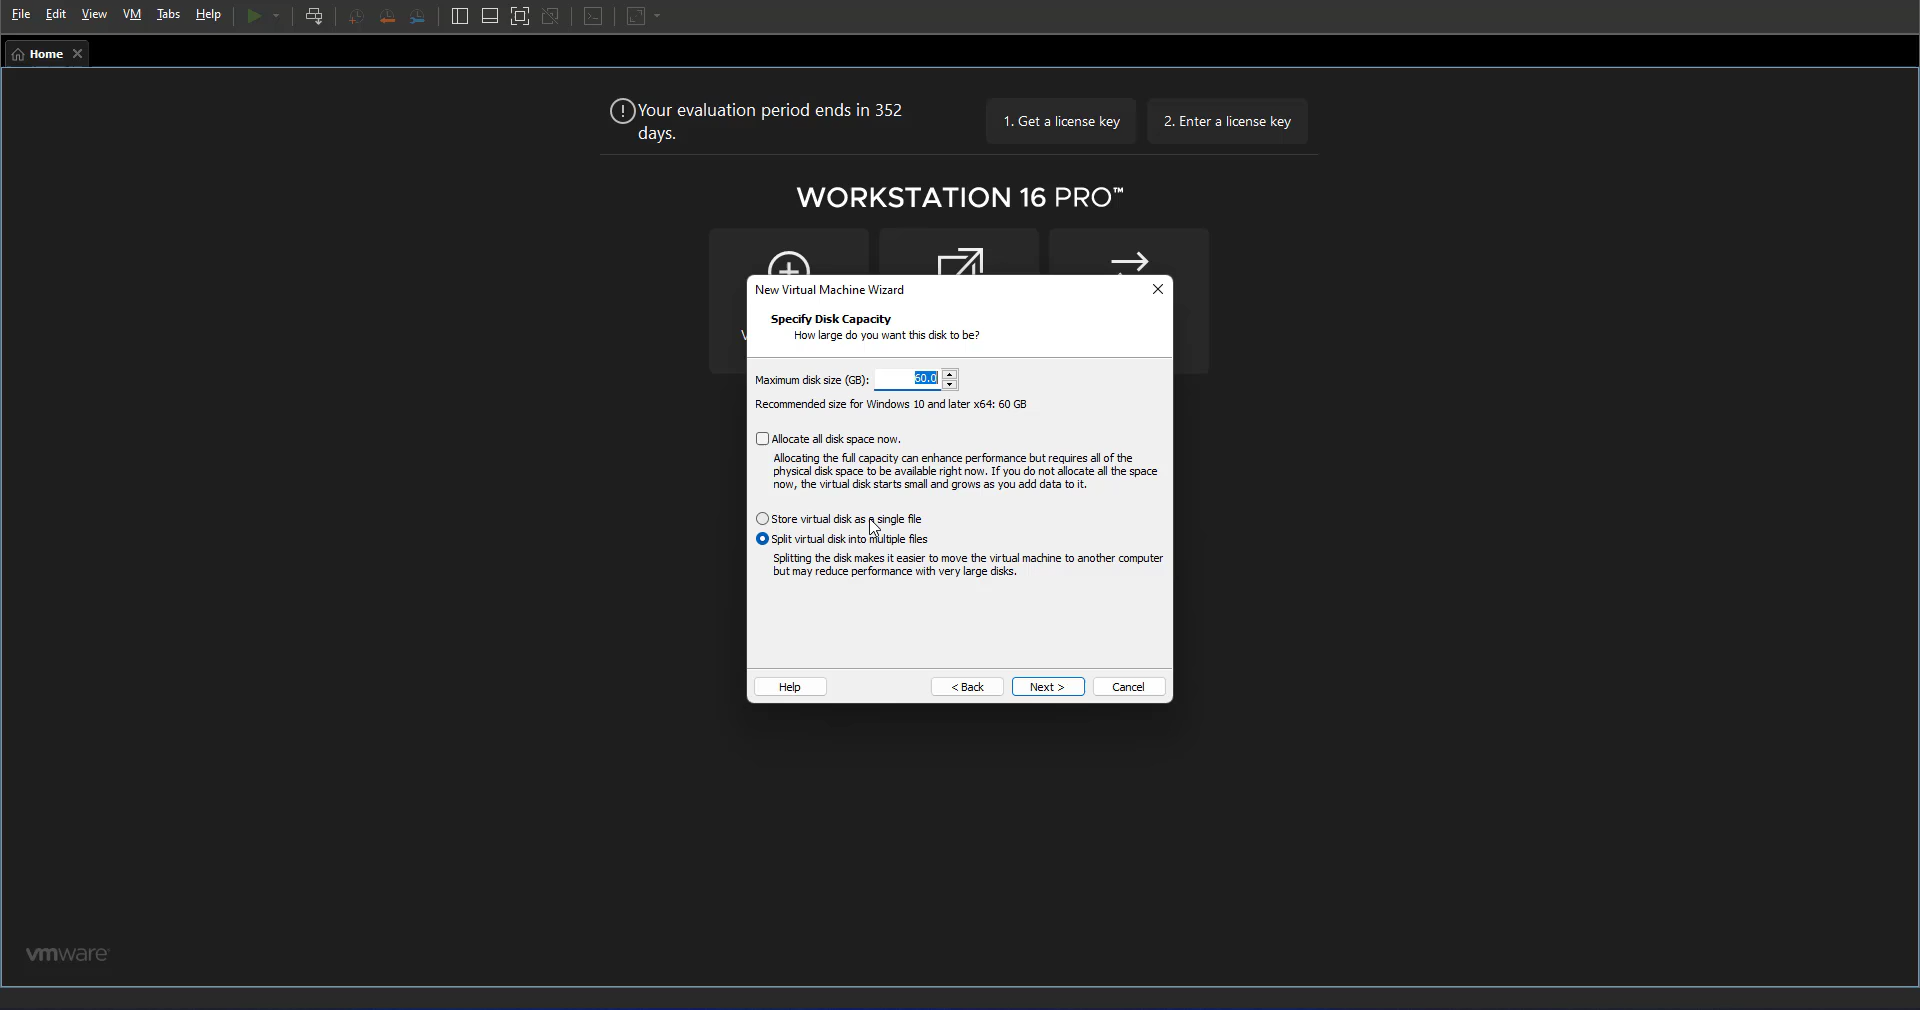 File Edit View VM Tabs Help
Home
Your evaluation period ends in 352
days.
1. Get a license key
2. Enter a license key
WORKSTATION 16 PRO™
New Virtual Machine Wizard
Specify Disk Capacity
How large do you want this disk to be?
Maximum disk size (GB): 60.0
Recommended size for Windows 10 and later x64: 60 GB
Allocate all disk space now.
Allocating the full capacity can enhance performance but requires all of the
physical disk space to be available right now. If you do not allocate all the space
now, the virtual disk starts small and grows as you add data to it.
Store virtual disk as a single file
Split virtual disk into multiple files
Splitting the disk makes it easier to move the virtual machine to another computer
but may reduce performance with very large disks.
Help < Back Next > Cancel
vmware